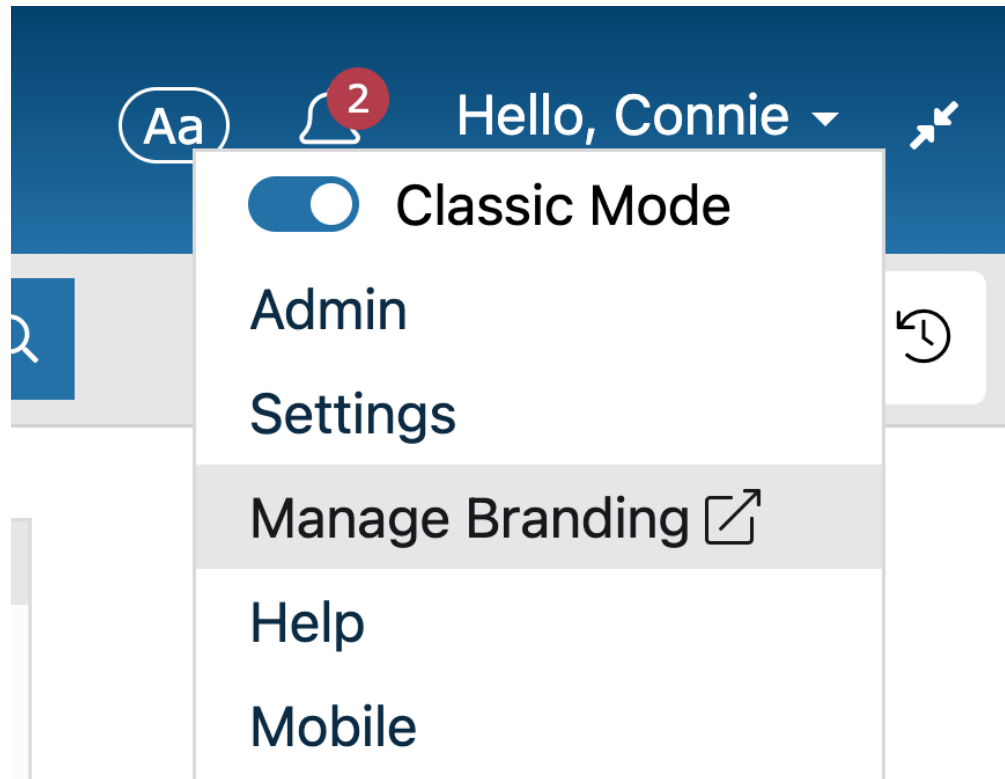 Aa 2 Hello, Connie
Classic Mode
Admin
Settings
Manage Branding
Help
Mobile